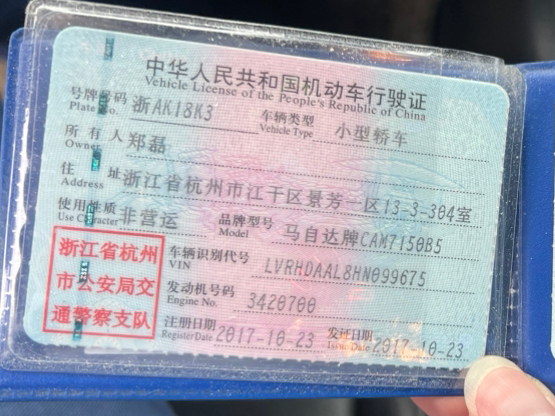 中华人民共和国机动车行驶证
Vehicle License of the People's Republic of China
号牌号码 浙AK18K3 车辆类型 小型轿车
Plate No. Vehicle Type
所有人 郑磊
Owner
住址 浙江省杭州市江干区景芳一区13-3-304室
Address
使用性质 非营运 品牌型号 马自达牌CAM7150B5
Use Character Model
浙江省杭州
市公安局交
通警察支队
车辆识别代号 LVRHDAAL8HN099675
VIN
发动机号码 3420700
Engine No.
注册日期 2017-10-23 发证日期 2017-10-23
Register Date Issue Date